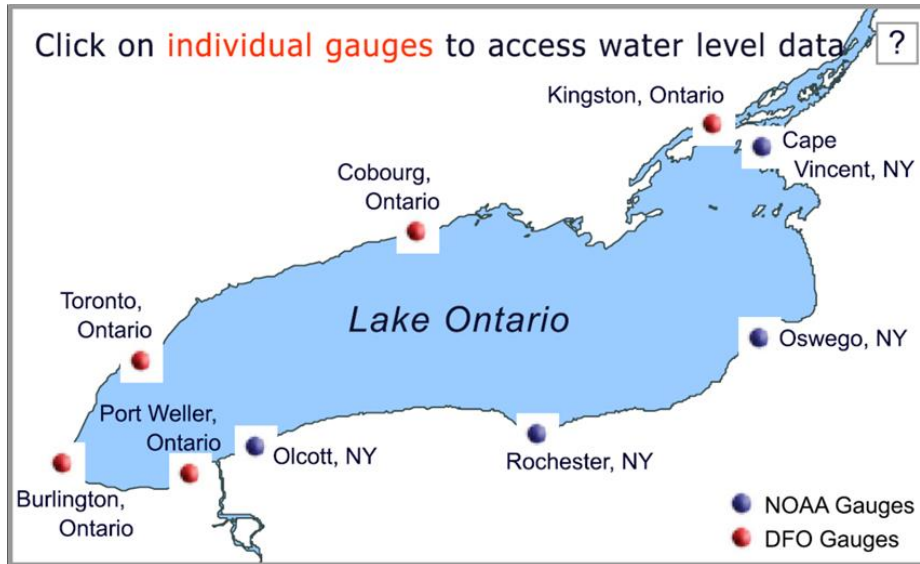 Click on individual gauges to access water level data
?
Kingston, Ontario
Cape
Vincent, NY
Cobourg,
Ontario
Toronto,
Ontario
Lake Ontario
Oswego, NY
Port Weller,
Ontario
Olcott, NY
Rochester, NY
Burlington,
Ontario
NOAA Gauges
DFO Gauges